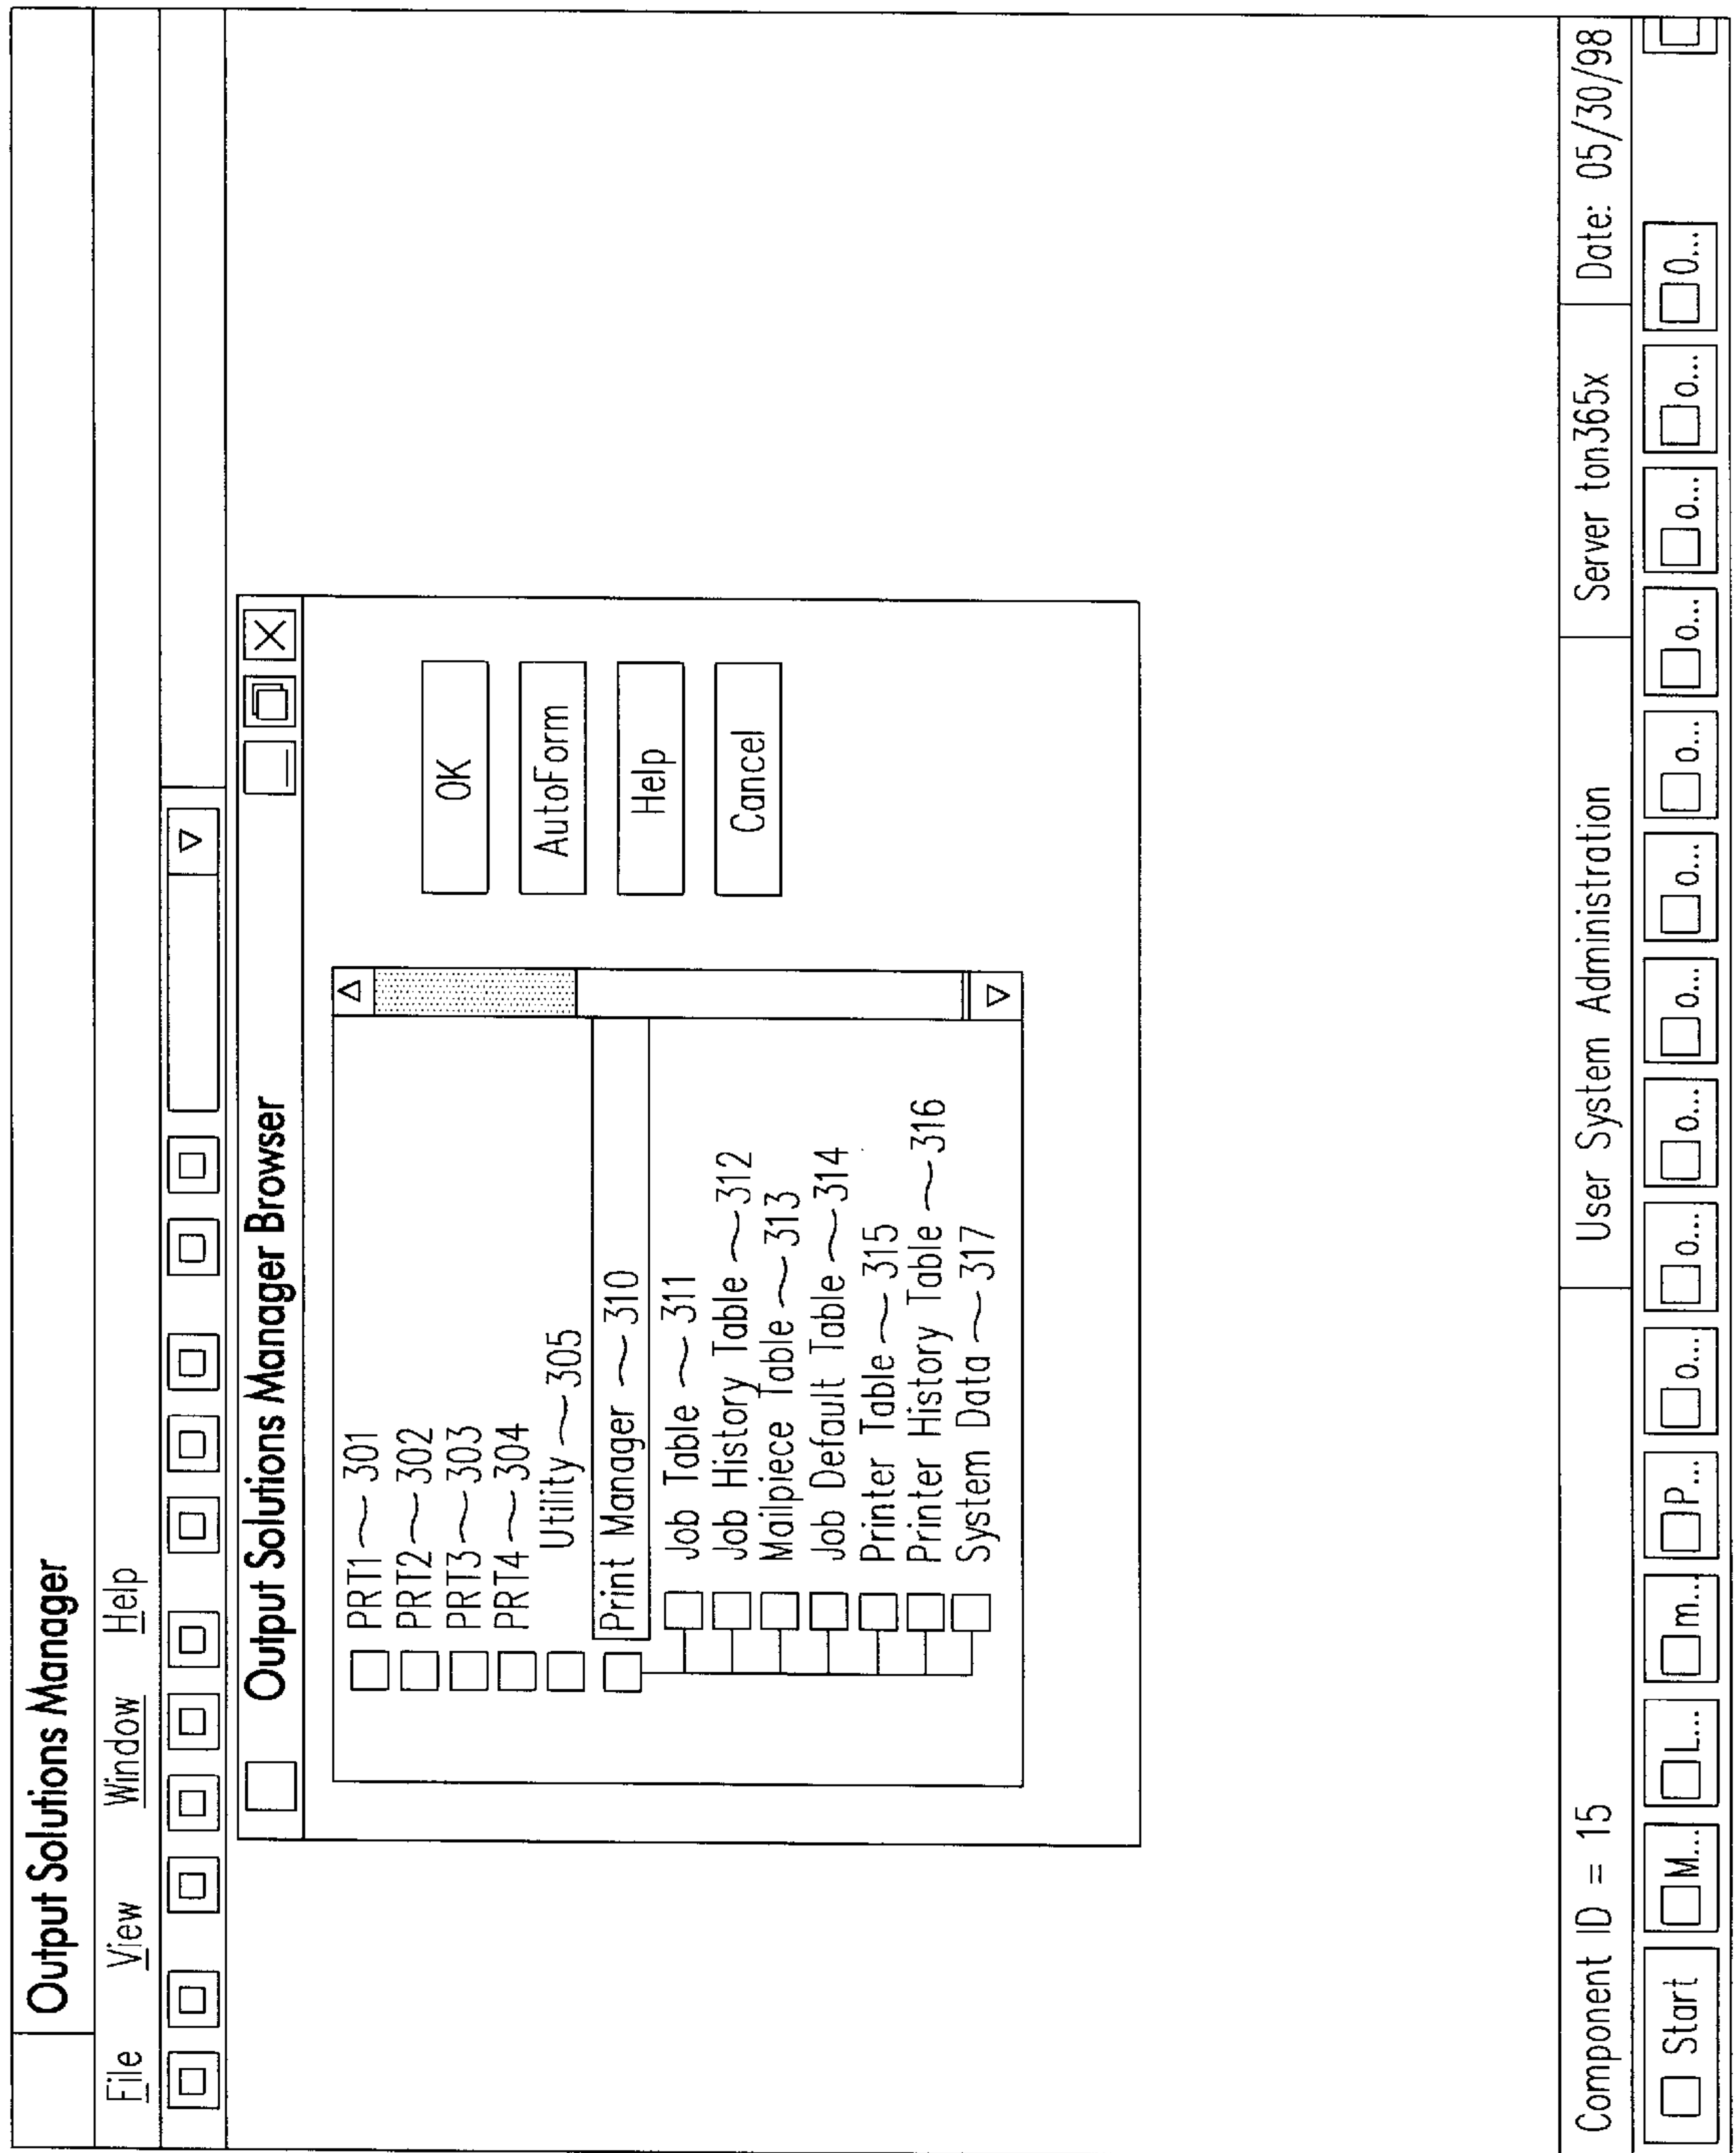 Output Solutions Manager
File View Window Help
Output Solutions Manager Browser
PRT1 ~ 301
PRT2 ~ 302
PRT3 ~ 303
PRT4 ~ 304
Utility ~ 305
Print Manager ~ 310
Job Table ~ 311
Job History Table ~ 312
Mailpiece Table ~ 313
Job Default Table ~ 314
Printer Table ~ 315
Printer History Table ~ 316
System Data ~ 317
OK
AutoForm
Help
Cancel
Component ID = 15 User System Administration Server ton365x Date: 05/30/98
Start M... L... m... P... o... o... o... o... o... o... o... o... o... O...